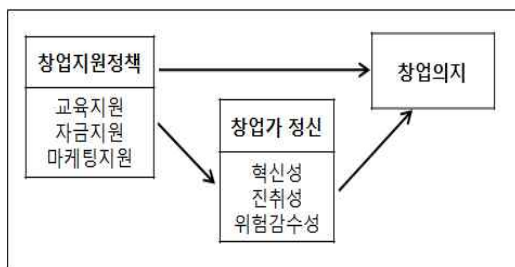 창업지원정책
교육지원
자금지원
마케팅지원
창업가 정신
혁신성
진취성
위험감수성
창업의지